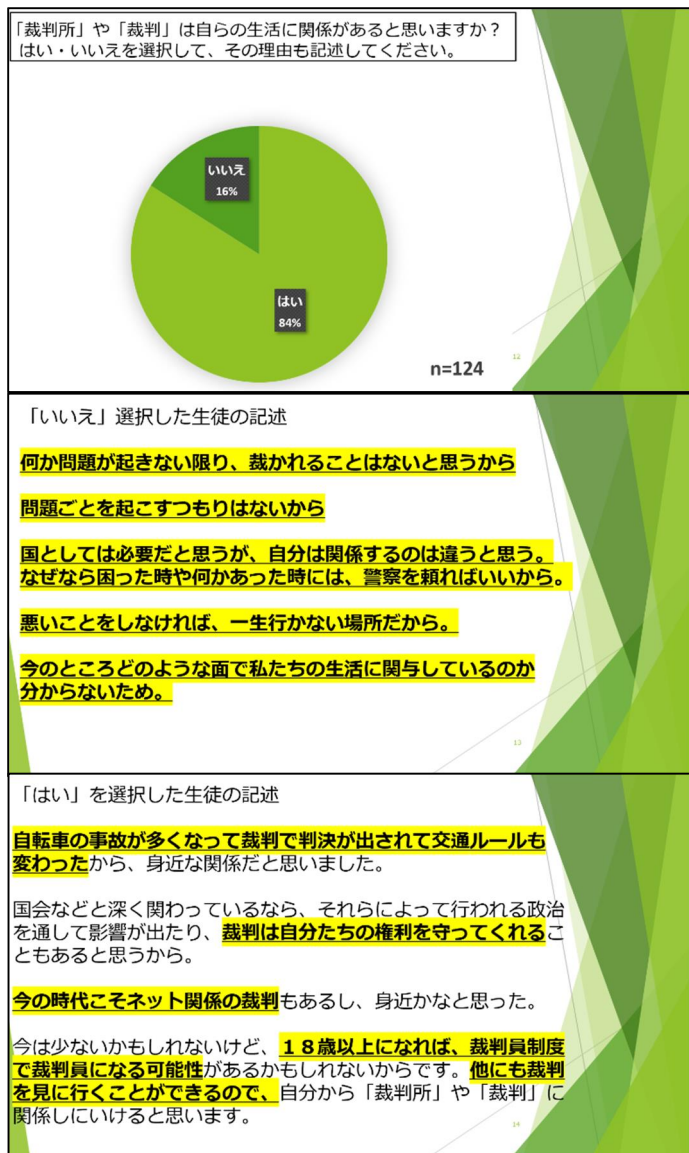 「裁判所」や「裁判」は自らの生活に関係があると思いますか？
はい・いいえを選択して、その理由も記述してください。
いいえ
16%
はい
84%
n=124
12
「いいえ」選択した生徒の記述
何か問題が起きない限り、裁かれることはないと思うから
問題ごとを起こすつもりはないから
国としては必要だと思うが、自分は関係するのは違うと思う。
なぜなら困った時や何かあった時には、警察を頼ればいいから。
悪いことをしなければ、一生行かない場所だから。
今のところどのような面で私たちの生活に関与しているのか
分からないため。
13
「はい」を選択した生徒の記述
自転車の事故が多くなって裁判で判決が出されて交通ルールも
変わったから、身近な関係だと思いました。
国会などと深く関わっているなら、それらによって行われる政治
を通して影響が出たり、裁判は自分たちの権利を守ってくれるこ
ともあると思うから。
今の時代こそネット関係の裁判もあるし、身近かなと思った。
今は少ないかもしれないけど、１８歳以上になれば、裁判員制度
で裁判員になる可能性があるかもしれないからです。他にも裁判
を見に行くことができるので、自分から「裁判所」や「裁判」に
関係しにいけると思います。
14